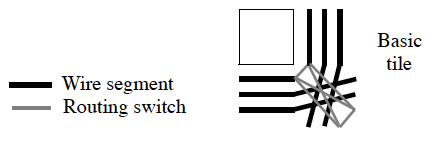 Basic
tile
Wire segment
Routing switch